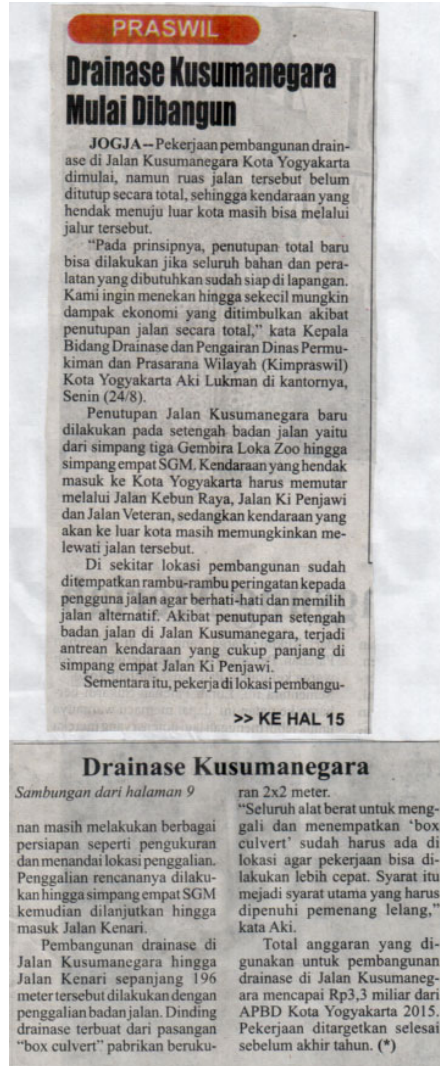 PRASWIL
Drainase Kusumanegara
Mulai Dibangun
JOGJA—Pekerjaan pembangunan drain-
ase di Jalan Kusumanegara Kota Yogyakarta
dimulai, namun ruas jalan tersebut belum
ditutup secara total, sehingga kendaraan yang
hendak menuju luar kota masih bisa melalui
jalur tersebut.
"Pada prinsipnya, penutupan total baru
bisa dilakukan jika seluruh bahan dan pera-
latan yang dibutuhkan sudah siap di lapangan.
Kami ingin menekan hingga sekecil mungkin
dampak ekonomi yang ditimbulkan akibat
penutupan jalan secara total," kata Kepala
Bidang Drainase dan Pengairan Dinas Permu-
kiman dan Prasarana Wilayah (Kimpraswil)
Kota Yogyakarta Aki Lukman di kantornya,
Senin (24/8).
Penutupan Jalan Kusumanegara baru
dilakukan pada setengah badan jalan yaitu
dari simpang tiga Gembira Loka Zoo hingga
simpang empat SGM. Kendaraan yang hendak
masuk ke Kota Yogyakarta harus memutar
melalui Jalan Kebun Raya, Jalan Ki Penjawi
dan Jalan Veteran, sedangkan kendaraan yang
akan ke luar kota masih memungkinkan me-
lewati jalan tersebut.
Di sekitar lokasi pembangunan sudah
ditempatkan rambu-rambu peringatan kepada
pengguna jalan agar berhati-hati dan memilih
jalan alternatif. Akibat penutupan setengah
badan jalan di Jalan Kusumanegara, terjadi
antrean kendaraan yang cukup panjang di
simpang empat Jalan Ki Penjawi.
Sementara itu, pekerja di lokasi pembangu-
>> KE HAL 15
Drainase Kusumanegara
Sambungan dari halaman 9
nan masih melakukan berbagai
persiapan seperti pengukuran
dan menandai lokasi penggalian.
Penggalian rencananya dilaku-
kan hingga simpang empat SGM
kemudian dilanjutkan hingga
masuk Jalan Kenari.
Pembangunan drainase di
Jalan Kusumanegara hingga
Jalan Kenari sepanjang 196
meter tersebut dilakukan dengan
penggalian badan jalan. Dinding
drainase terbuat dari pasangan
"box culvert" pabrikan beruku-
ran 2x2 meter.
"Seluruh alat berat untuk meng-
gali dan menempatkan 'box
culvert' sudah harus ada di
lokasi agar pekerjaan bisa di-
lakukan lebih cepat. Syarat itu
mejadi syarat utama yang harus
dipenuhi pemenang lelang,"
kata Aki.
Total anggaran yang di-
gunakan untuk pembangunan
drainase di Jalan Kusumaneg-
ara mencapai Rp3,3 miliar dari
APBD Kota Yogyakarta 2015.
Pekerjaan ditargetkan selesai
sebelum akhir tahun. (*)